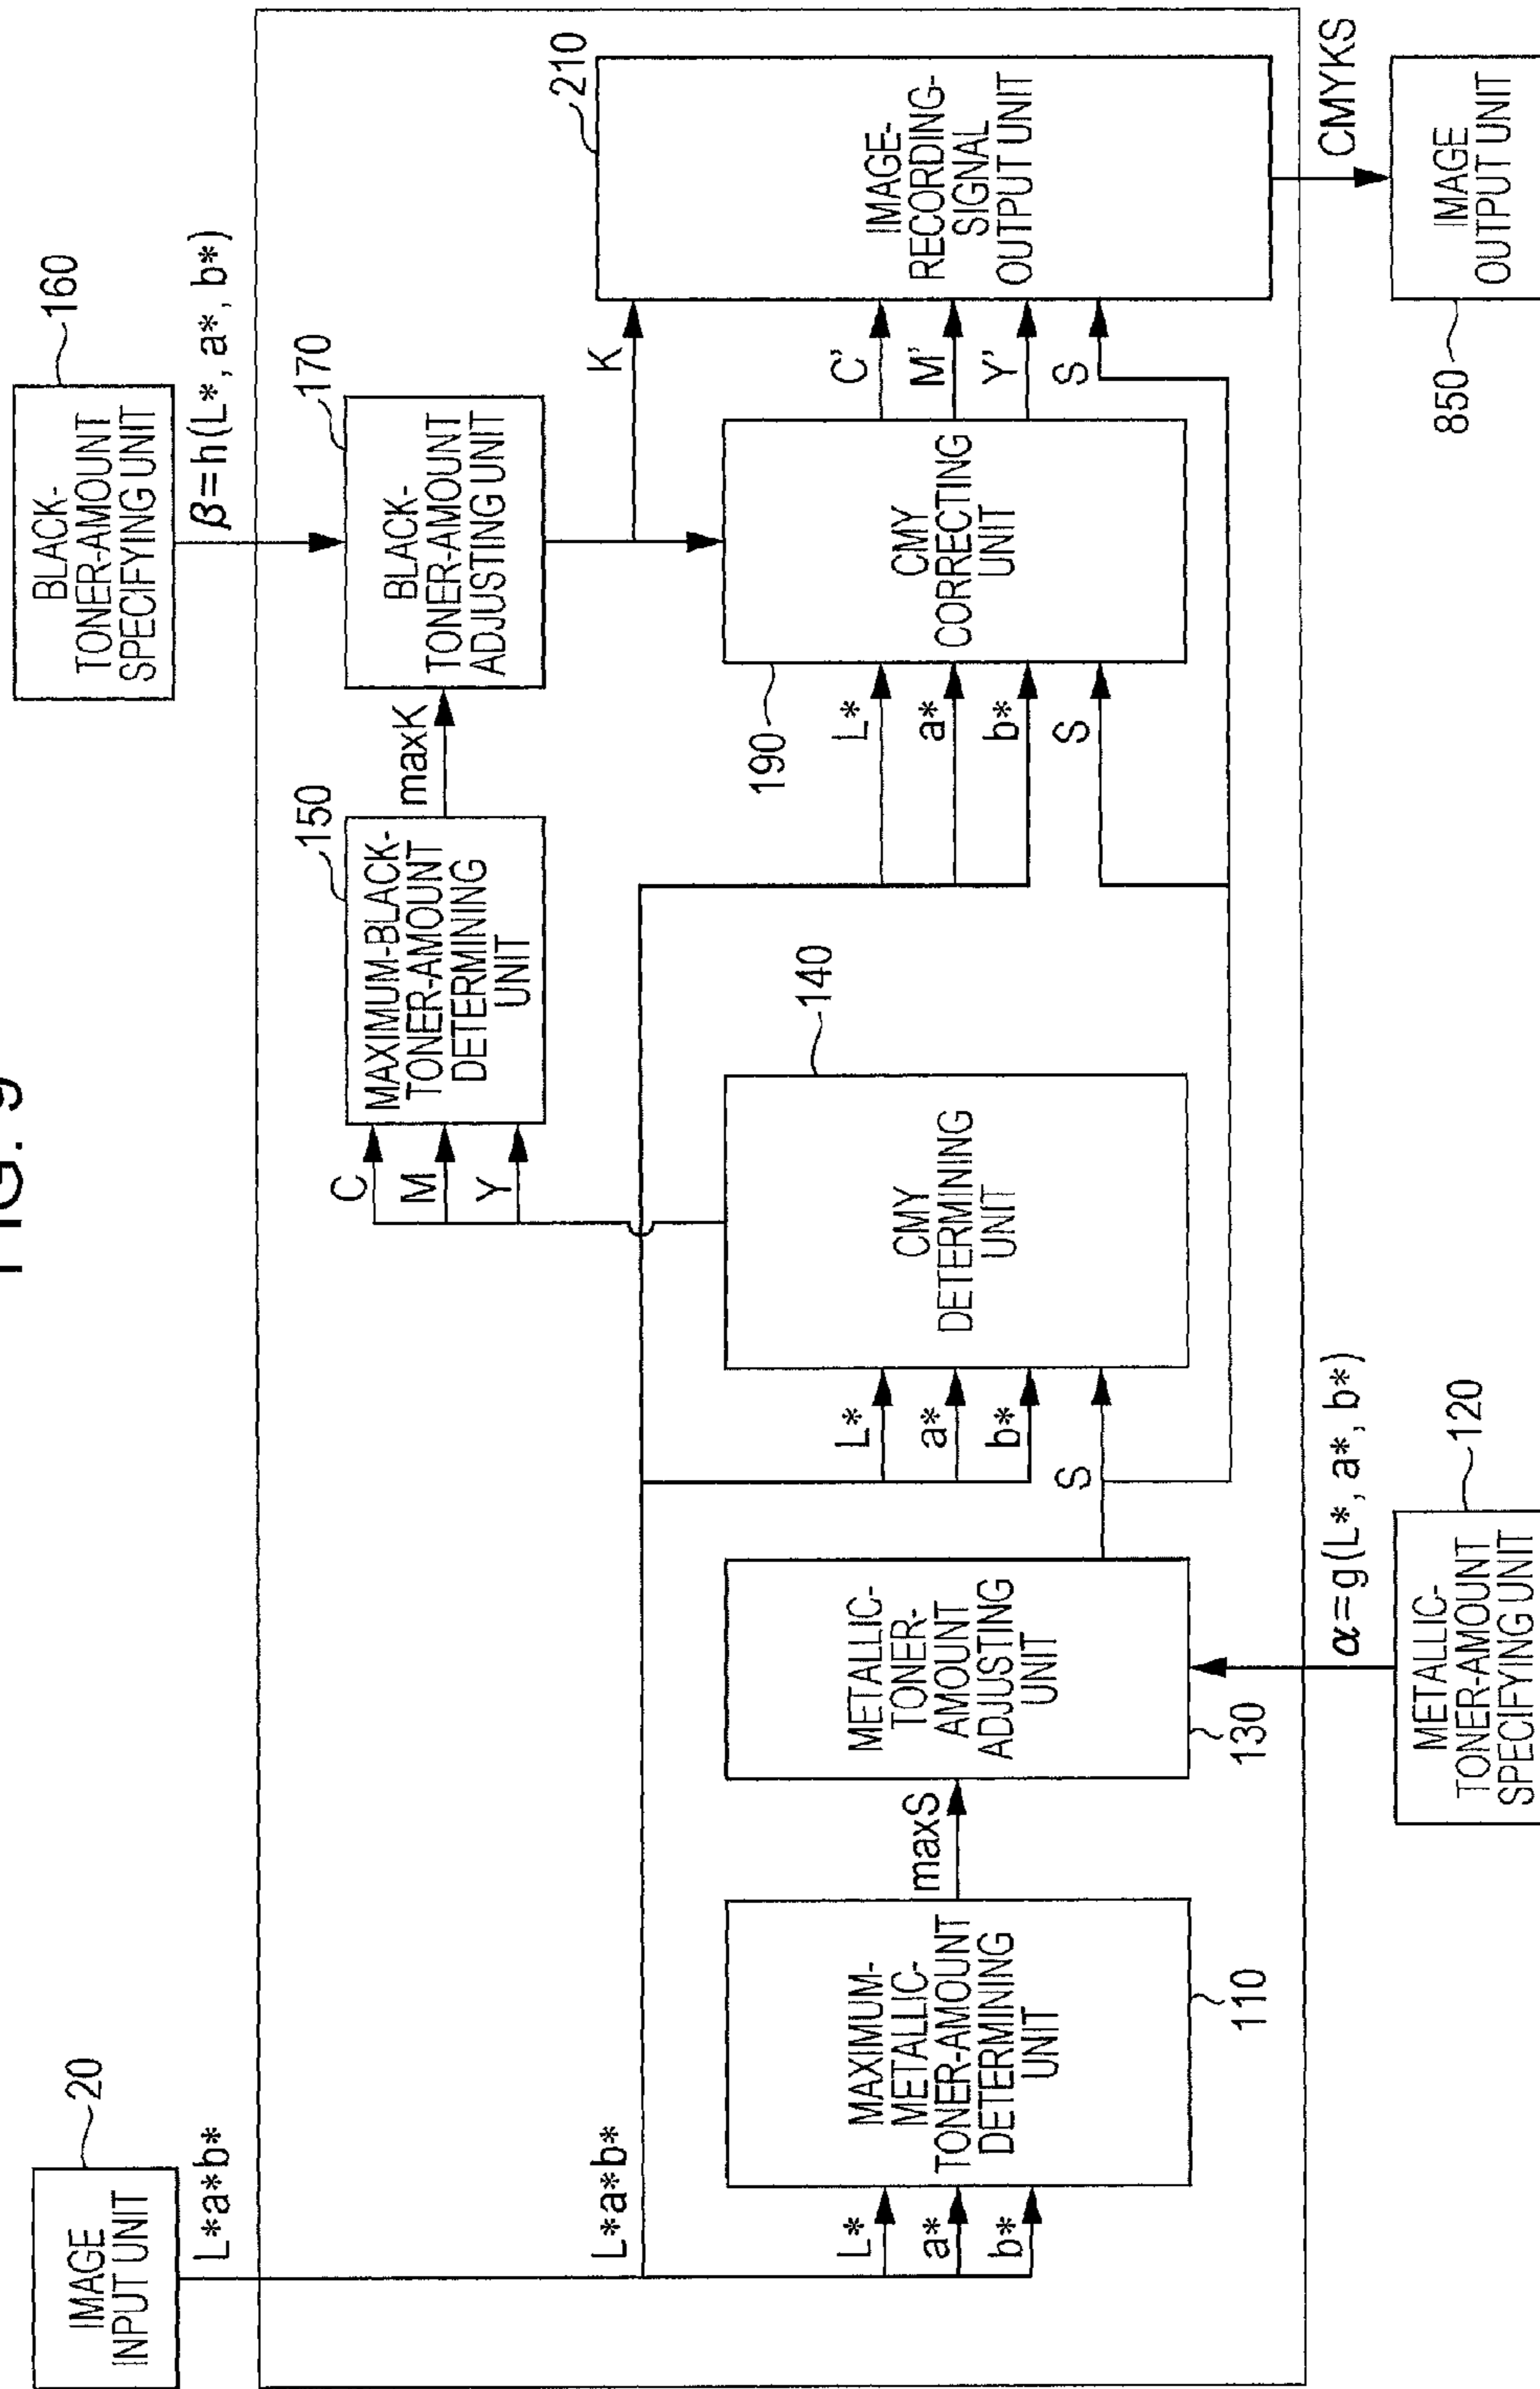 FIG. 9
IMAGE
INPUT UNIT
20
L*a*b*
L*a*b*
L*
a*
b*
MAXIMUM-
METALLIC-
TONER-AMOUNT
DETERMINING
UNIT
110
maxS
METALLIC-
TONER-
AMOUNT
ADJUSTING
UNIT
130
METALLIC-
TONER-AMOUNT
SPECIFYING UNIT
120
α=g(L*, a*, b*)
S
L*
a*
b*
CMY
DETERMINING
UNIT
140
C
M
Y
MAXIMUM-BLACK-
TONER-AMOUNT
DETERMINING
UNIT
150
maxK
BLACK-
TONER-AMOUNT
SPECIFYING UNIT
160
β=h(L*, a*, b*)
BLACK-
TONER-AMOUNT
ADJUSTING UNIT
170
K
L*
a*
b*
S
CMY
CORRECTING
UNIT
190
C'
M'
Y'
S
IMAGE-
RECORDING-
SIGNAL
OUTPUT UNIT
210
CMYKS
IMAGE
OUTPUT UNIT
850